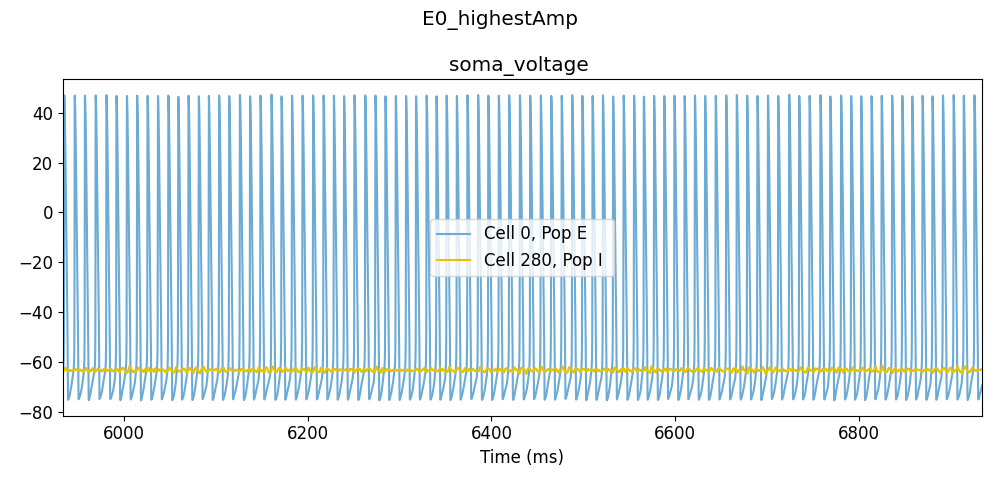 E0_highestAmp
soma_voltage
40
20
0
−20
−40
−60
−80
Cell 0, Pop E
Cell 280, Pop I
6000 6200 6400 6600 6800
Time (ms)